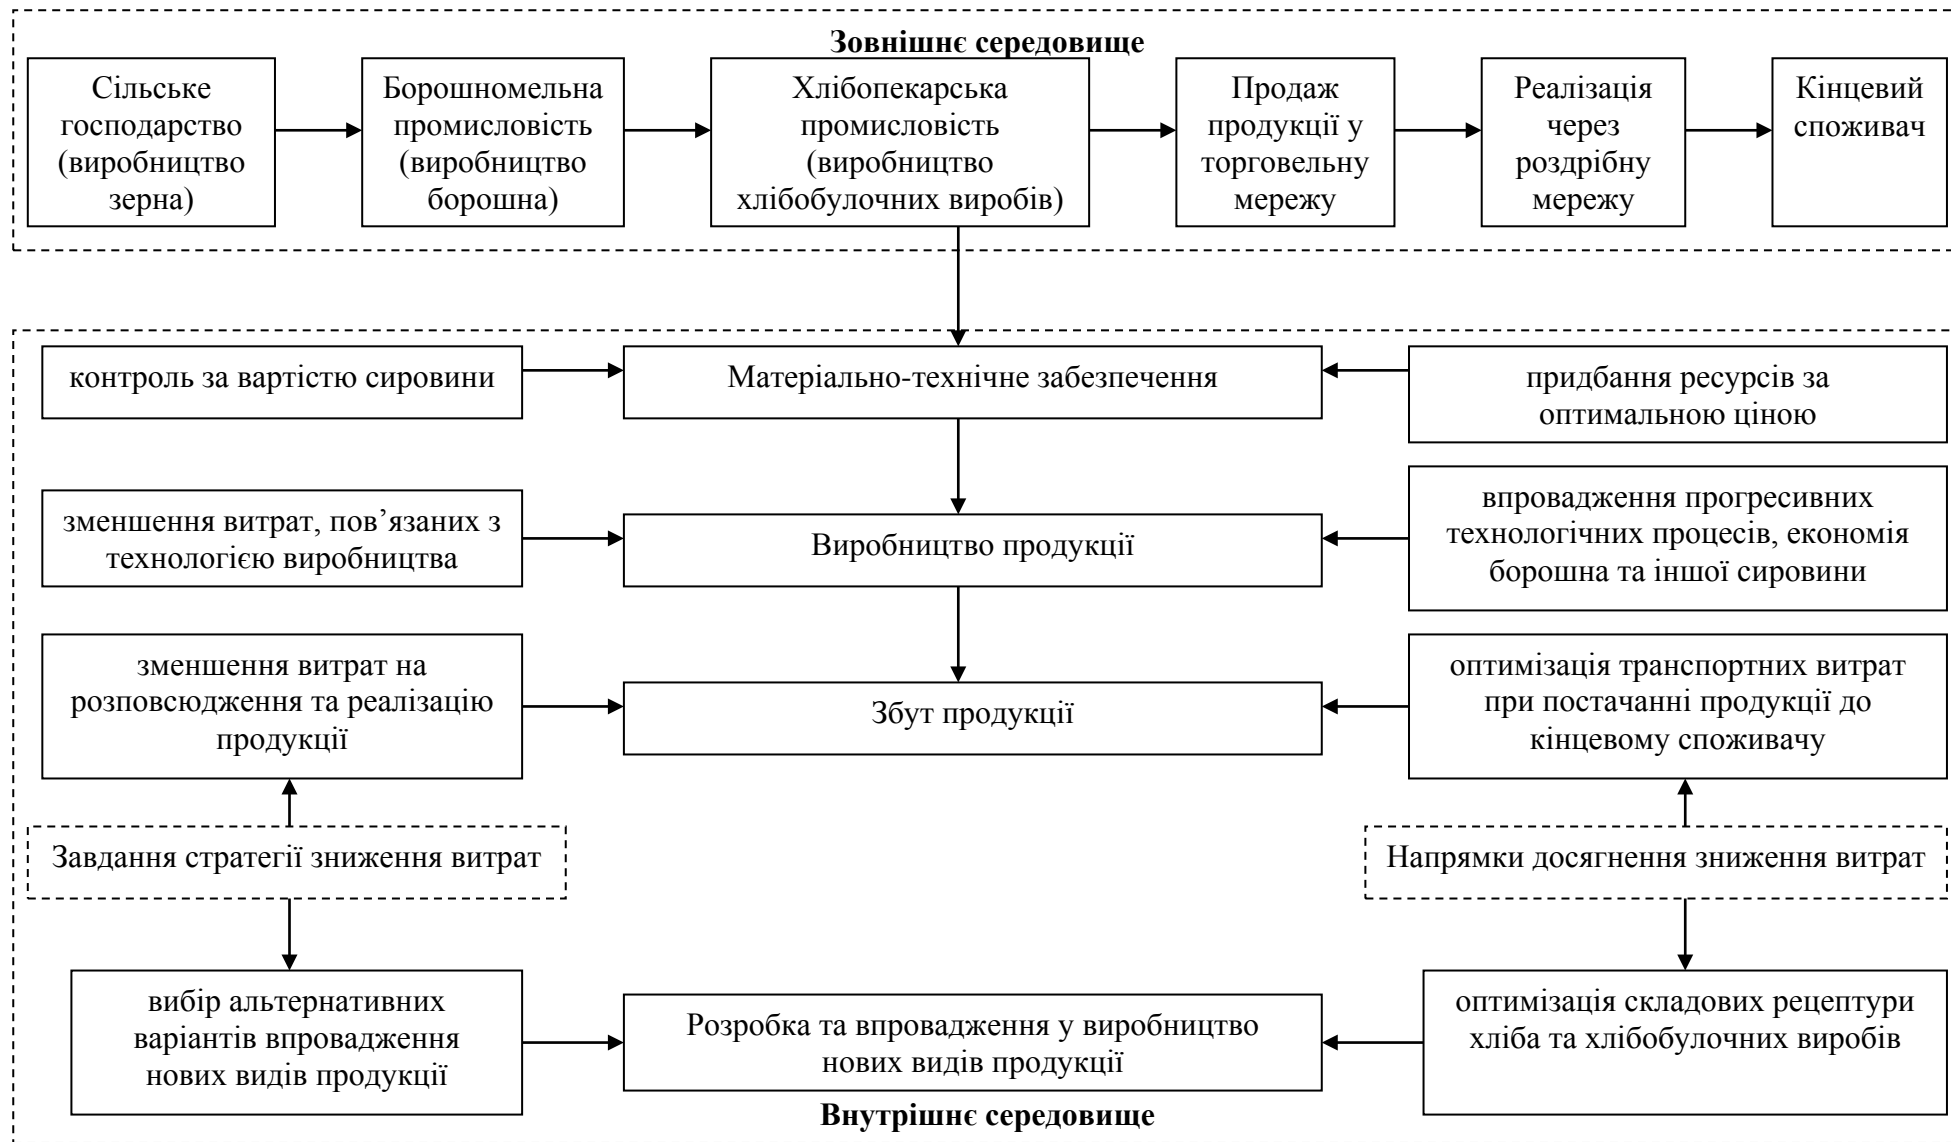 Зовнішнє середовище
Сільське
господарство
(виробництво
зерна)
Борошномельна
промисловість
(виробництво
борошна)
Хлібопекарська
промисловість
(виробництво
хлібобулочних виробів)
Продаж
продукції у
торговельну
мережу
Реалізація
через
роздрібну
мережу
Кінцевий
споживач
контроль за вартістю сировини
Матеріально-технічне забезпечення
придбання ресурсів за
оптимальною ціною
зменшення витрат, пов’язаних з
технологією виробництва
Виробництво продукції
впровадження прогресивних
технологічних процесів, економія
борошна та іншої сировини
зменшення витрат на
розповсюдження та реалізацію
продукції
Збут продукції
оптимізація транспортних витрат
при постачанні продукції до
кінцевому споживачу
Завдання стратегії зниження витрат
Напрямки досягнення зниження витрат
вибір альтернативних
варіантів впровадження
нових видів продукції
Розробка та впровадження у виробництво
нових видів продукції
оптимізація складових рецептури
хліба та хлібобулочних виробів
Внутрішнє середовище